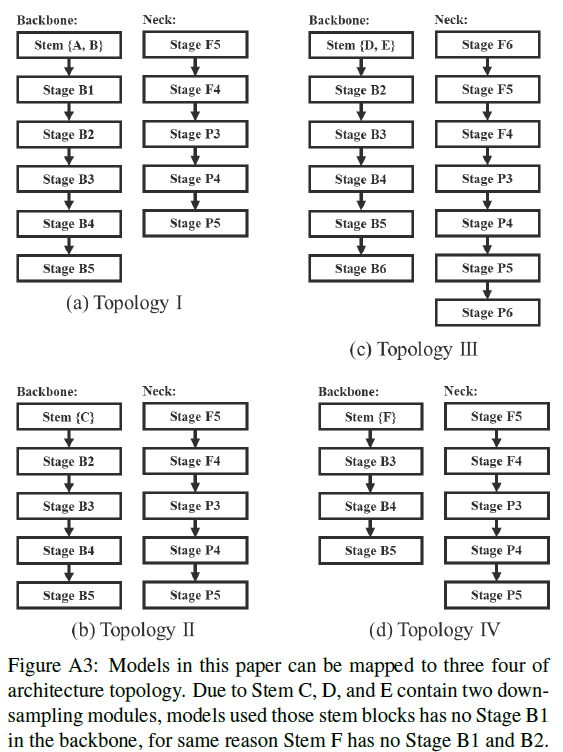 Backbone:
Stem {A, B}
Stage B1
Stage B2
Stage B3
Stage B4
Stage B5
Neck:
Stage F5
Stage F4
Stage P3
Stage P4
Stage P5
(a) Topology I
Backbone:
Stem {D, E}
Stage B2
Stage B3
Stage B4
Stage B5
Stage B6
Neck:
Stage F6
Stage F5
Stage F4
Stage P3
Stage P4
Stage P5
Stage P6
(c) Topology III
Backbone:
Stem {C}
Stage B2
Stage B3
Stage B4
Stage B5
Neck:
Stage F5
Stage F4
Stage P3
Stage P4
Stage P5
(b) Topology II
Backbone:
Stem {F}
Stage B3
Stage B4
Stage B5
Neck:
Stage F5
Stage F4
Stage P3
Stage P4
Stage P5
(d) Topology IV
Figure A3: Models in this paper can be mapped to three four of
architecture topology. Due to Stem C, D, and E contain two down-
sampling modules, models used those stem blocks has no Stage B1
in the backbone, for same reason Stem F has no Stage B1 and B2.